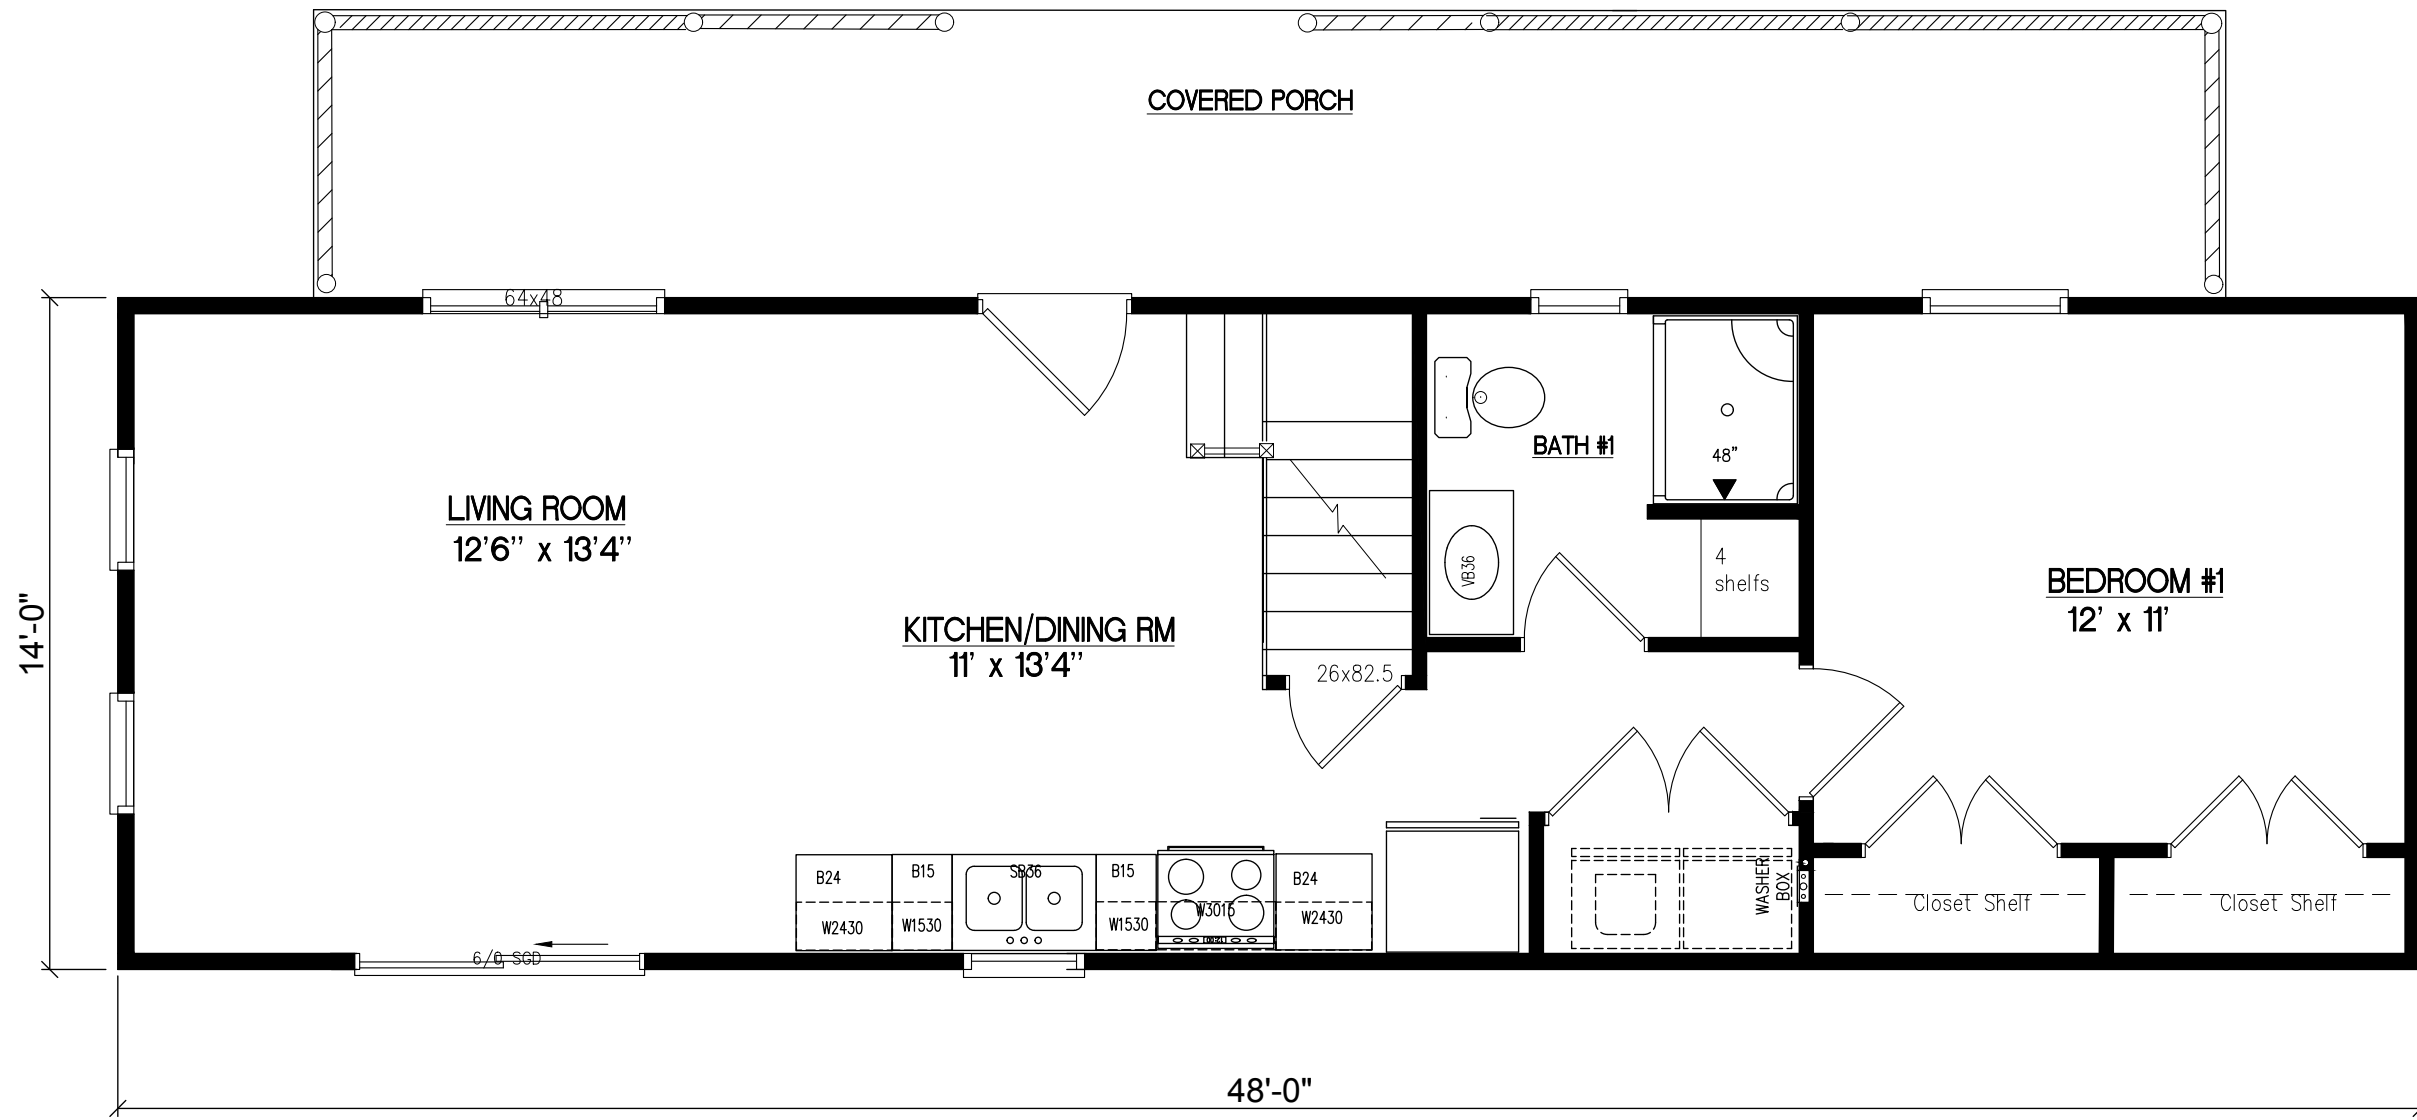 COVERED PORCH
64x48
48”
BATH #1
LIVING ROOM
12'6'' x 13'4''
VB36
4
shelfs
BEDROOM #1
12' x 11'
14'-0"
KITCHEN/DINING RM
11' x 13'4''
26x82.5
B24
B15
SB36
B15
B24
W2430
W1530
W1530
W3015
W2430
WASHER
BOX
Closet Shelf
Closet Shelf
6/0 SGD
48'-0"